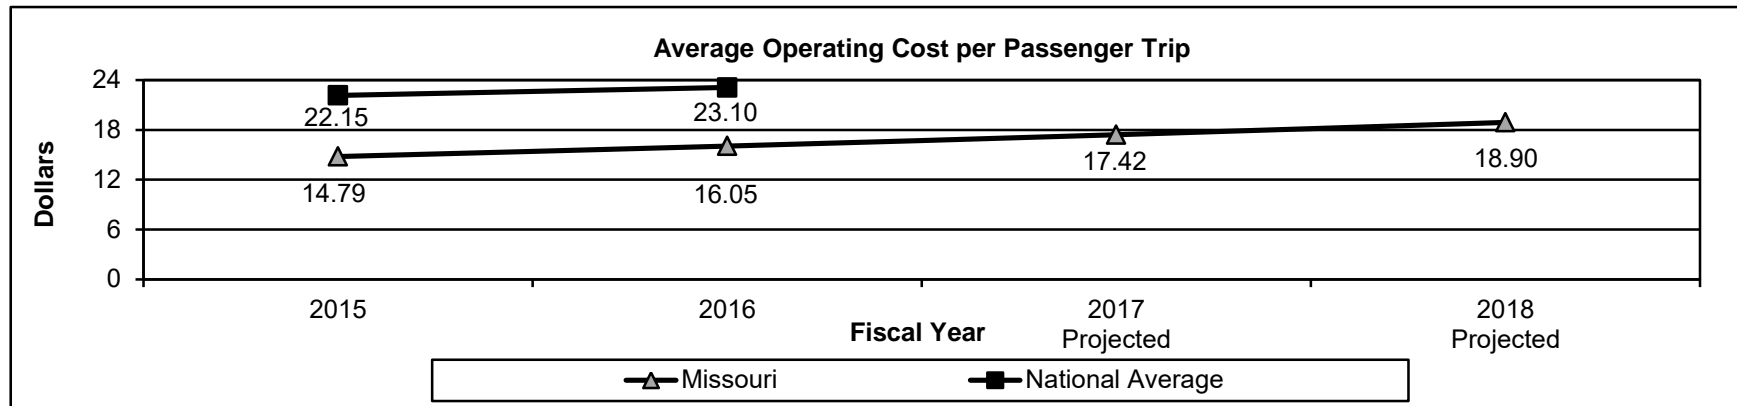 Average Operating Cost per Passenger Trip
Dollars
24
18
12
6
0
22.15
23.10
14.79
16.05
17.42
18.90
2015
2016
2017
2018
Projected
Projected
Fiscal Year
Missouri
National Average